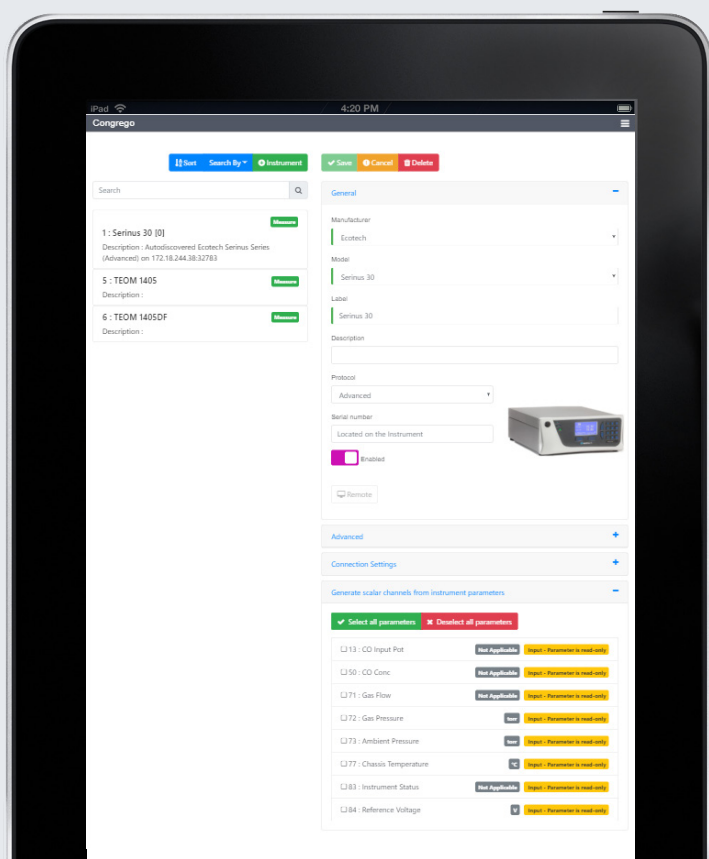 iPad
4:20 PM
Congrego
Sort
Search By
Instrument
Search
Measure
1 : Serinus 30 [0]
Description : Autodiscovered Ecotech Serinus Series
(Advanced) on 172.18.244.38:32783
5 : TEOM 1405
Measure
Description :
6 : TEOM 1405DF
Measure
Description :
Save
Cancel
Delete
General
Manufacturer
Ecotech
Model
Serinus 30
Label
Serinus 30
Description
Protocol
Advanced
Serial number
Located on the Instrument
Enabled
Remote
Advanced
Connection Settings
Generate scalar channels from instrument parameters
Select all parameters
Deselect all parameters
13 : CO Input Pot Not Applicable Input - Parameter is read-only
50 : CO Conc Not Applicable Input - Parameter is read-only
71 : Gas Flow Not Applicable Input - Parameter is read-only
72 : Gas Pressure torr Input - Parameter is read-only
73 : Ambient Pressure torr Input - Parameter is read-only
77 : Chassis Temperature °C Input - Parameter is read-only
83 : Instrument Status Not Applicable Input - Parameter is read-only
84 : Reference Voltage V Input - Parameter is read-only